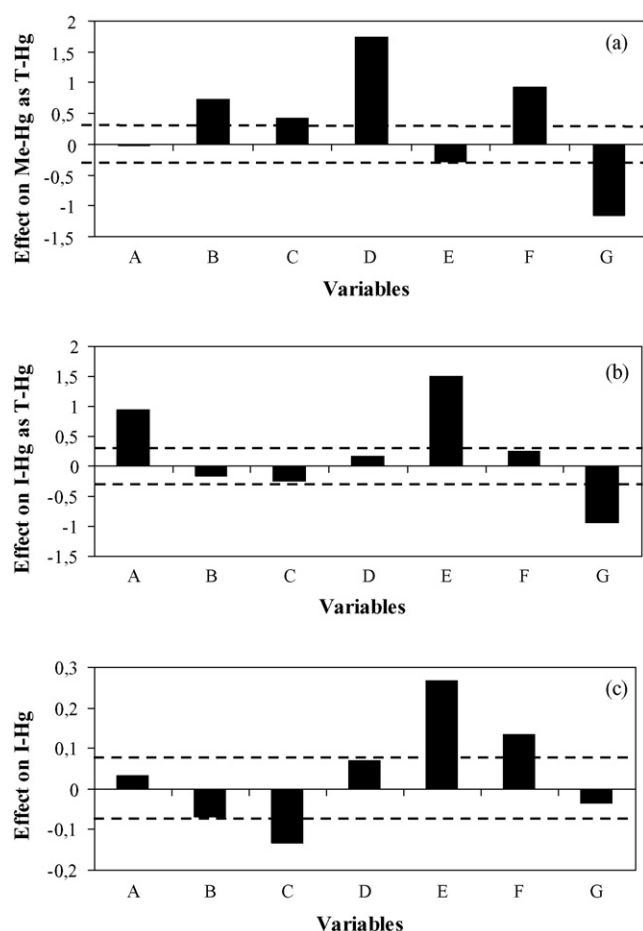 (a)
Effect on Me-Hg as T-Hg
2
1,5
1
0,5
0
-0,5
-1
-1,5
A B C D E F G
Variables
(b)
Effect on I-Hg as T-Hg
2
1,5
1
0,5
0
-0,5
-1
-1,5
A B C D E F G
Variables
(c)
Effect on I-Hg
0,3
0,2
0,1
0
-0,1
-0,2
A B C D E F G
Variables